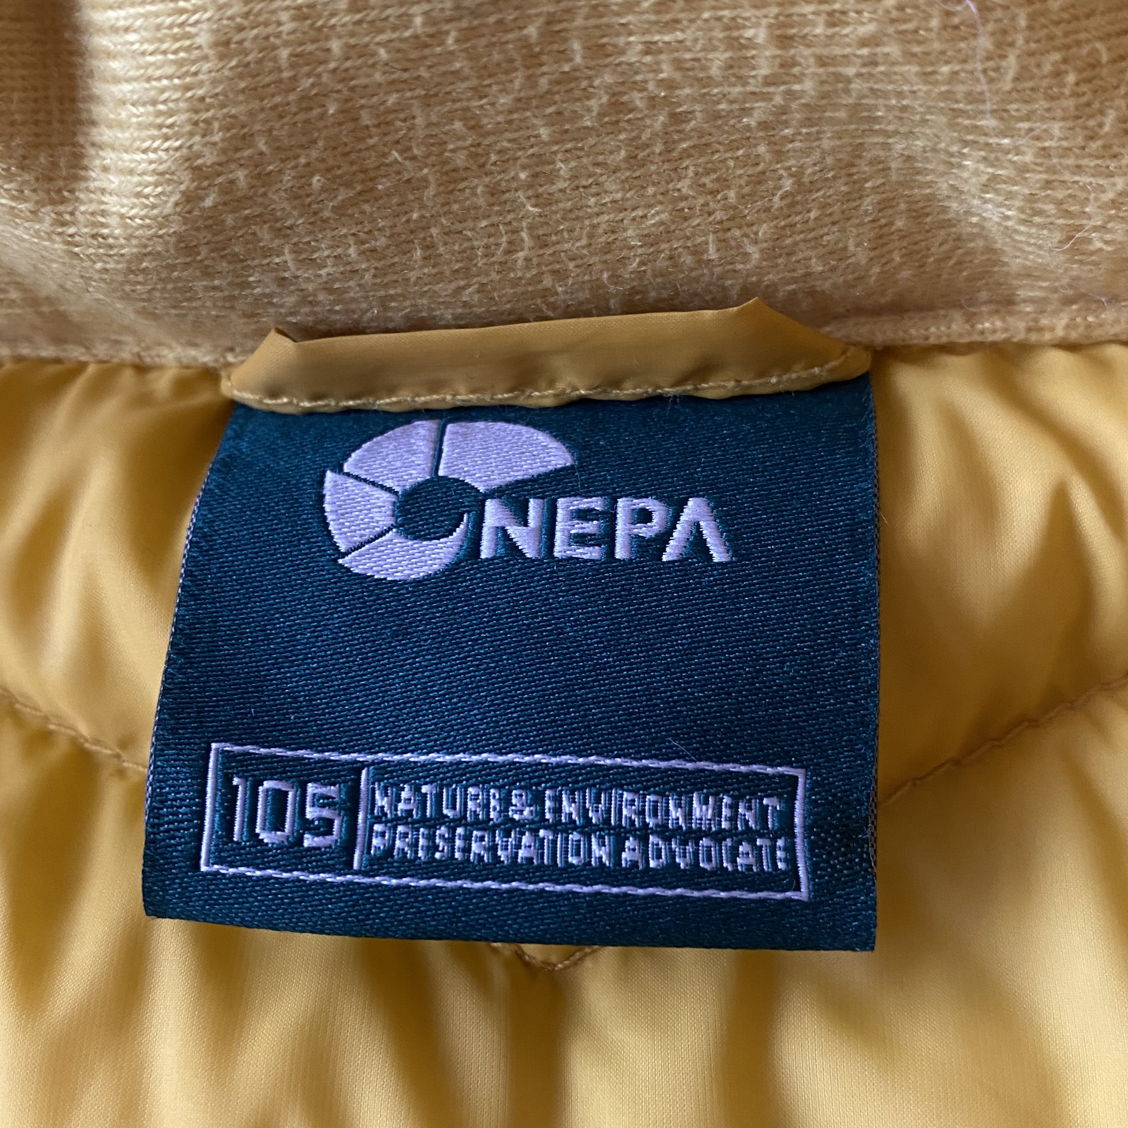 NEPA
105
NATURE & ENVIRONMENT
PRESERVATION ADVOCATE